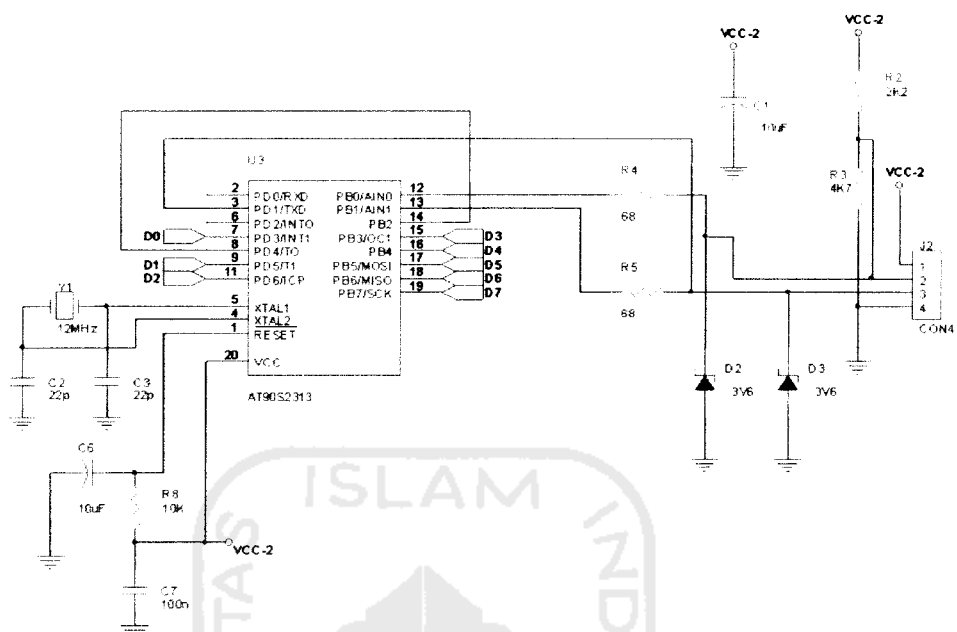 VCC-2
VCC-2
R2
2K2
C1
10uF
R3
4K7
VCC-2
U3
R4
68
R5
68
2 PD0/RXD PB0/AIN0 12
3 PD1/TXD PB1/AIN1 13
6 PD2/INT0 PB2 14
D0 7 PD3/INT1 PB3/OC1 15 D3
8 PD4/T0 PB4 16 D4
D1 9 PD5/T1 PB5/MOSI 17 D5
D2 11 PD6/ICP PB6/MISO 18 D6
PB7/SCK 19 D7
J2
1
2
3
4
CON4
Y1
12MHz
5 XTAL1
4 XTAL2
1 RESET
20 VCC
AT90S2313
C2
22p
C3
22p
D2
3V6
D3
3V6
C6
10uF
R8
10K
VCC-2
C7
100n
ISLAM
TAS
IND